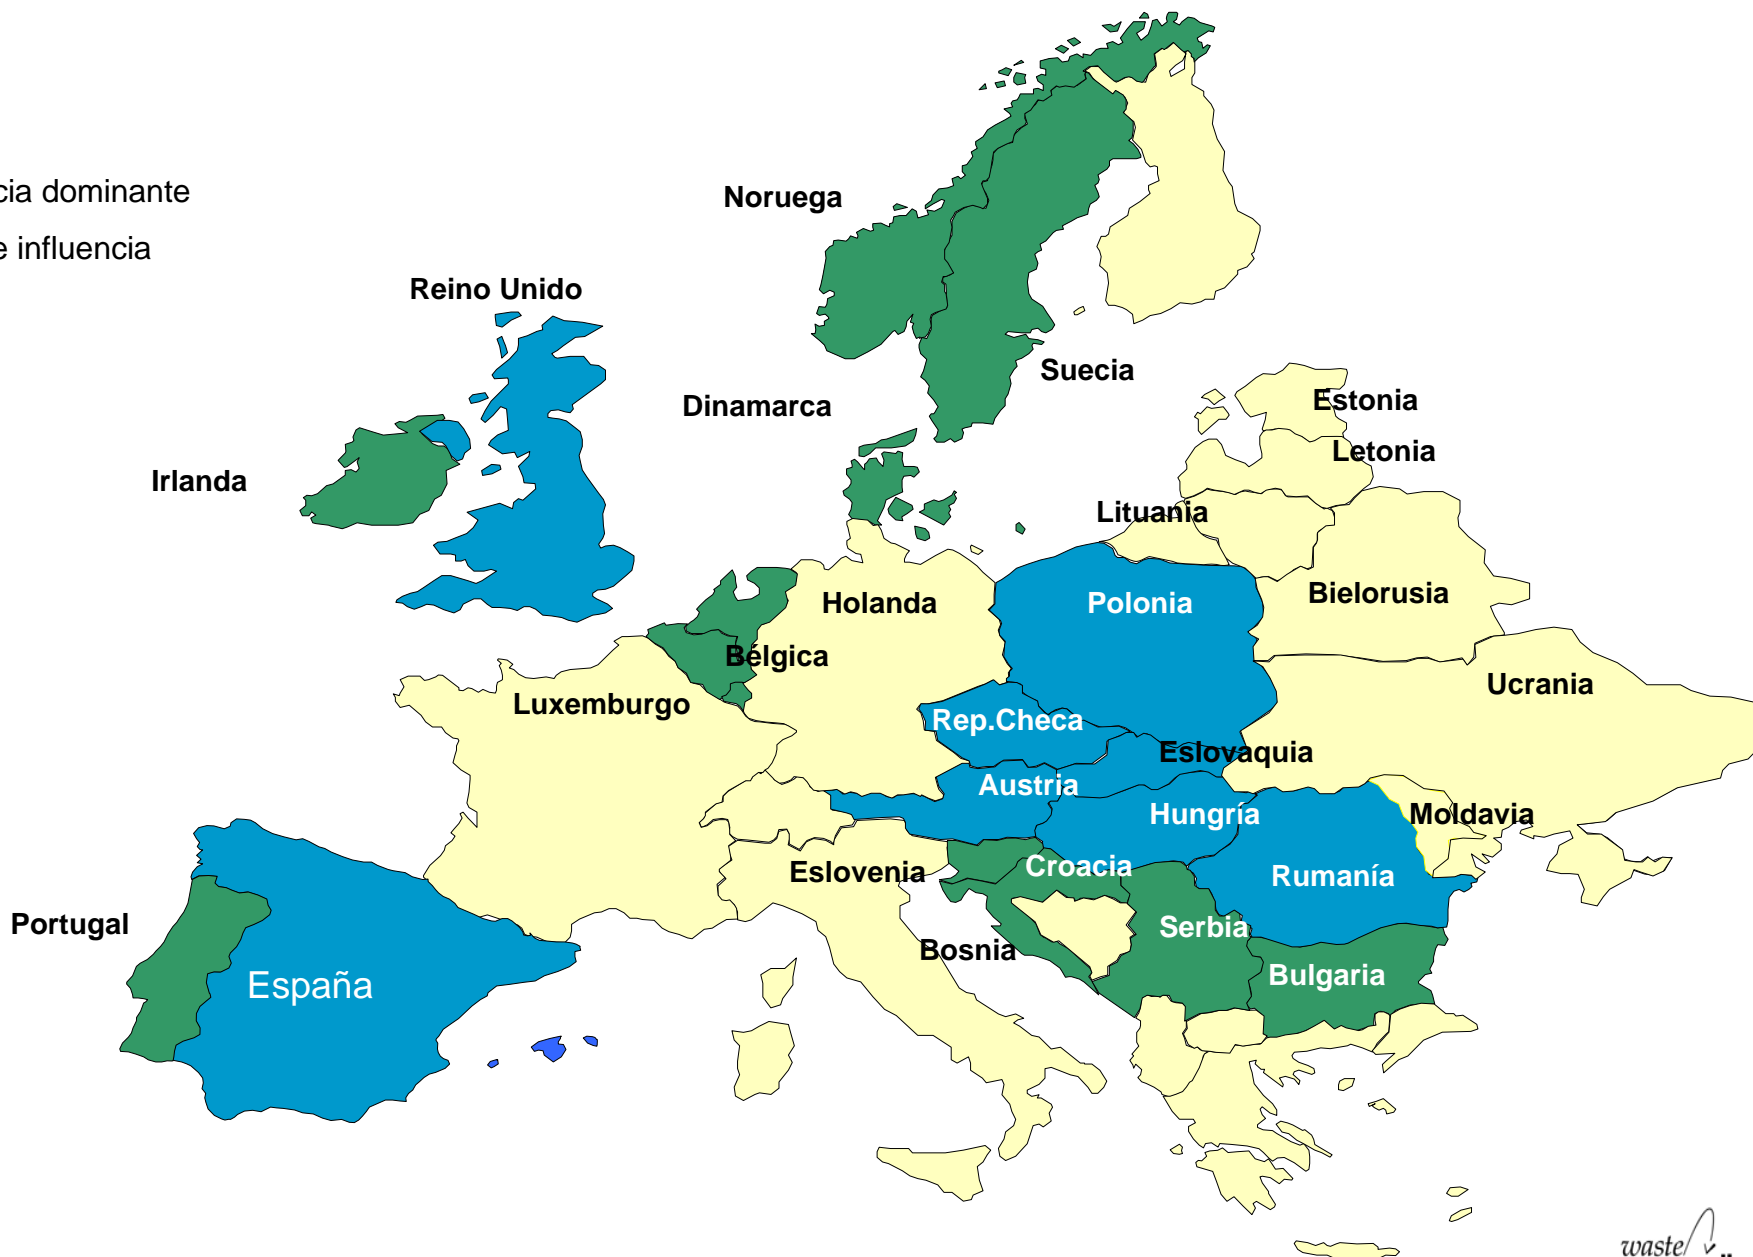 dominante
influencia
Noruega
Reino Unido
Suecia
Dinamarca
Estonia
Letonia
Irlanda
Lituania
Holanda
Polonia
Bielorusia
Bélgica
Ucrania
Luxemburgo
Rep.Checa
Eslovaquia
Austria
Hungría
Moldavia
Croacia
Eslovenia
Rumanía
Portugal
Serbia
Bosnia
Bulgaria
España
waste